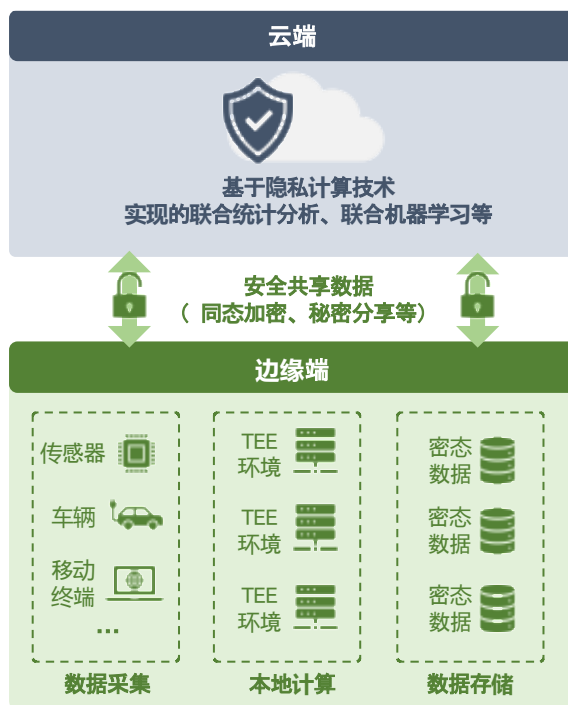 云端
基于隐私计算技术
实现的联合统计分析、联合机器学习等
安全共享数据
（ 同态加密、秘密分享等）
边缘端
传感器
车辆
移动
终端
...
数据采集
TEE
环境
TEE
环境
TEE
环境
本地计算
密态
数据
密态
数据
密态
数据
数据存储